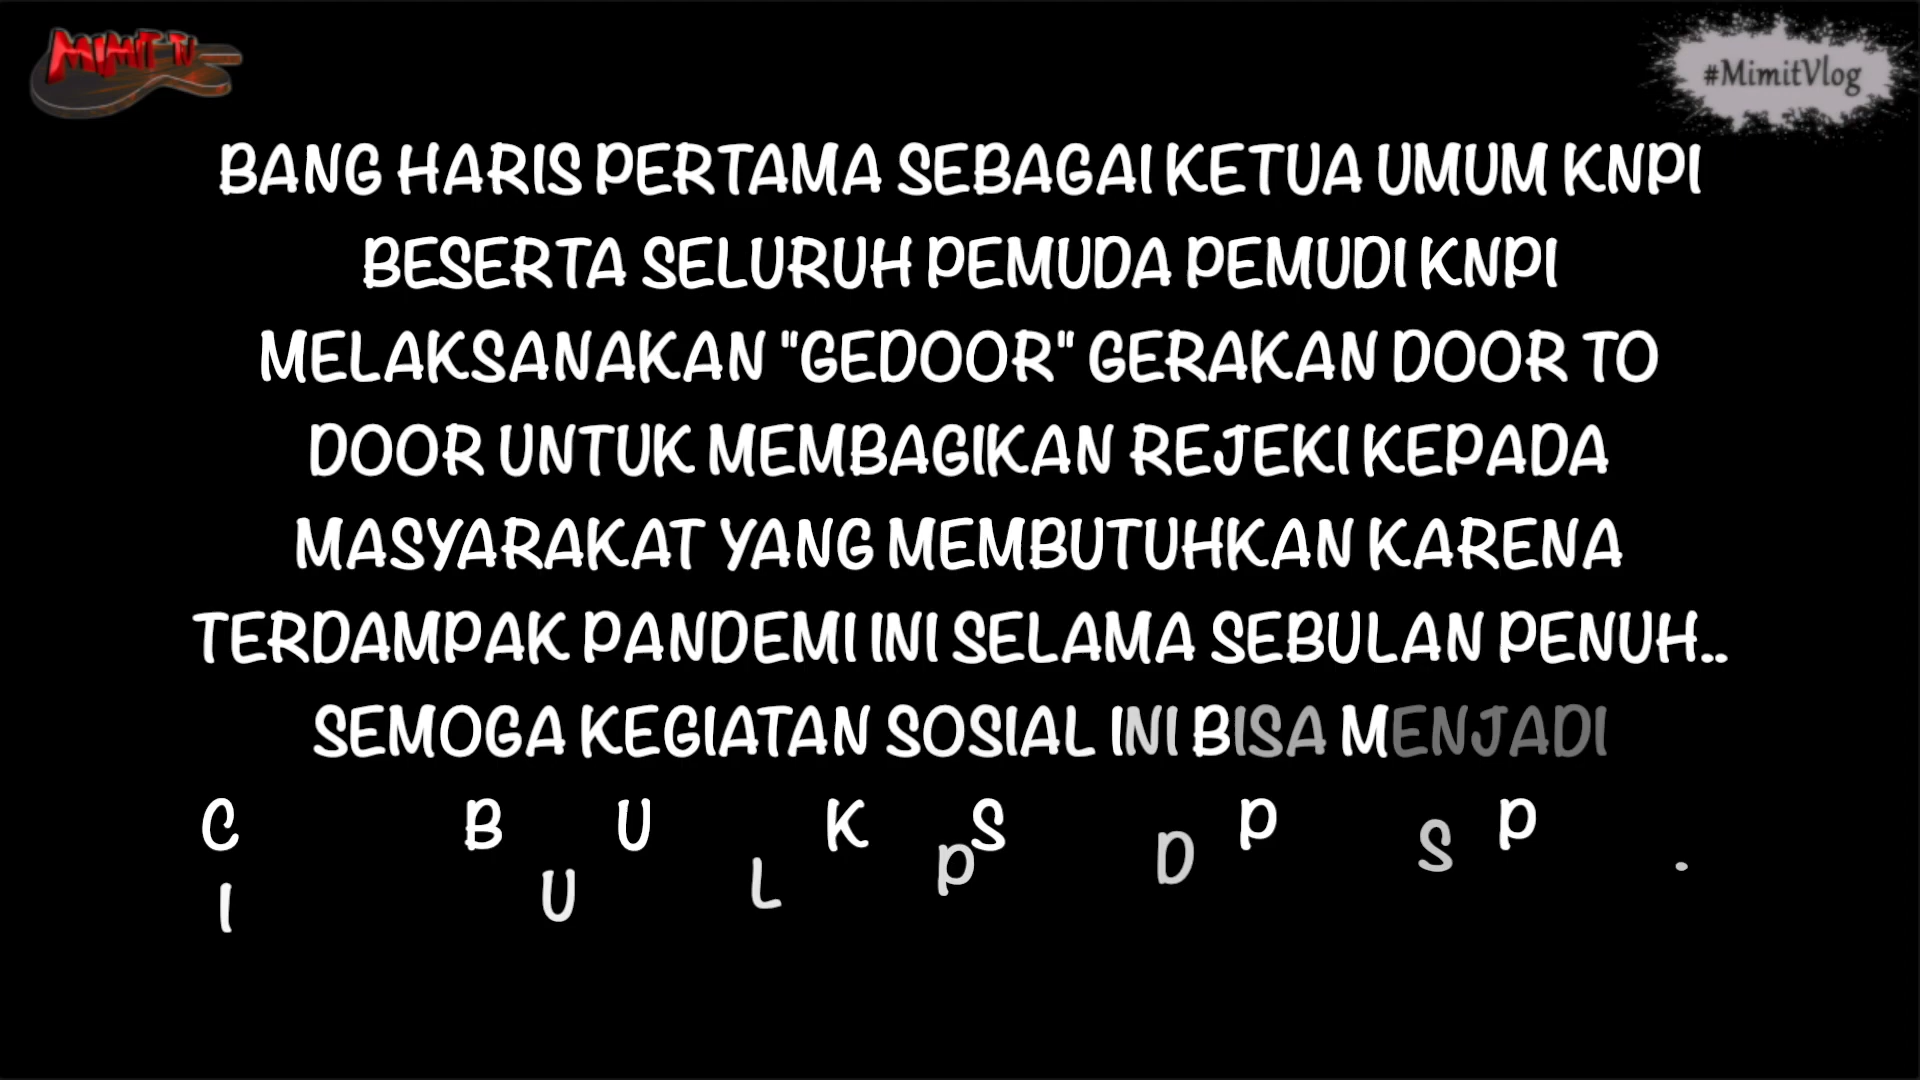 MIMIT TV
#MimitVlog
BANG HARIS PERTAMA SEBAGAI KETUA UMUM KNPI
BESERTA SELURUH PEMUDA PEMUDI KNPI
MELAKSANAKAN "GEDOOR" GERAKAN DOOR TO
DOOR UNTUK MEMBAGIKAN REJEKI KEPADA
MASYARAKAT YANG MEMBUTUHKAN KARENA
TERDAMPAK PANDEMI INI SELAMA SEBULAN PENUH..
SEMOGA KEGIATAN SOSIAL INI BISA MENJADI
C B U K S P P
I U L P D S .